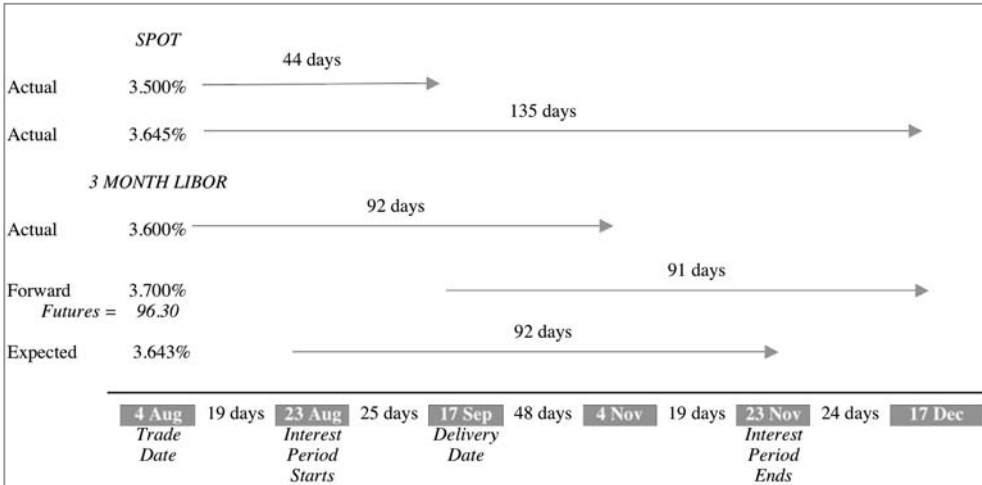 SPOT
44 days
Actual 3.500%
135 days
Actual 3.645%
3 MONTH LIBOR
92 days
Actual 3.600%
91 days
Forward 3.700%
Futures = 96.30
92 days
Expected 3.643%
4 Aug 19 days 23 Aug 25 days 17 Sep 48 days 4 Nov 19 days 23 Nov 24 days 17 Dec
Trade Interest Delivery Interest
Date Period Date Period
Starts Ends